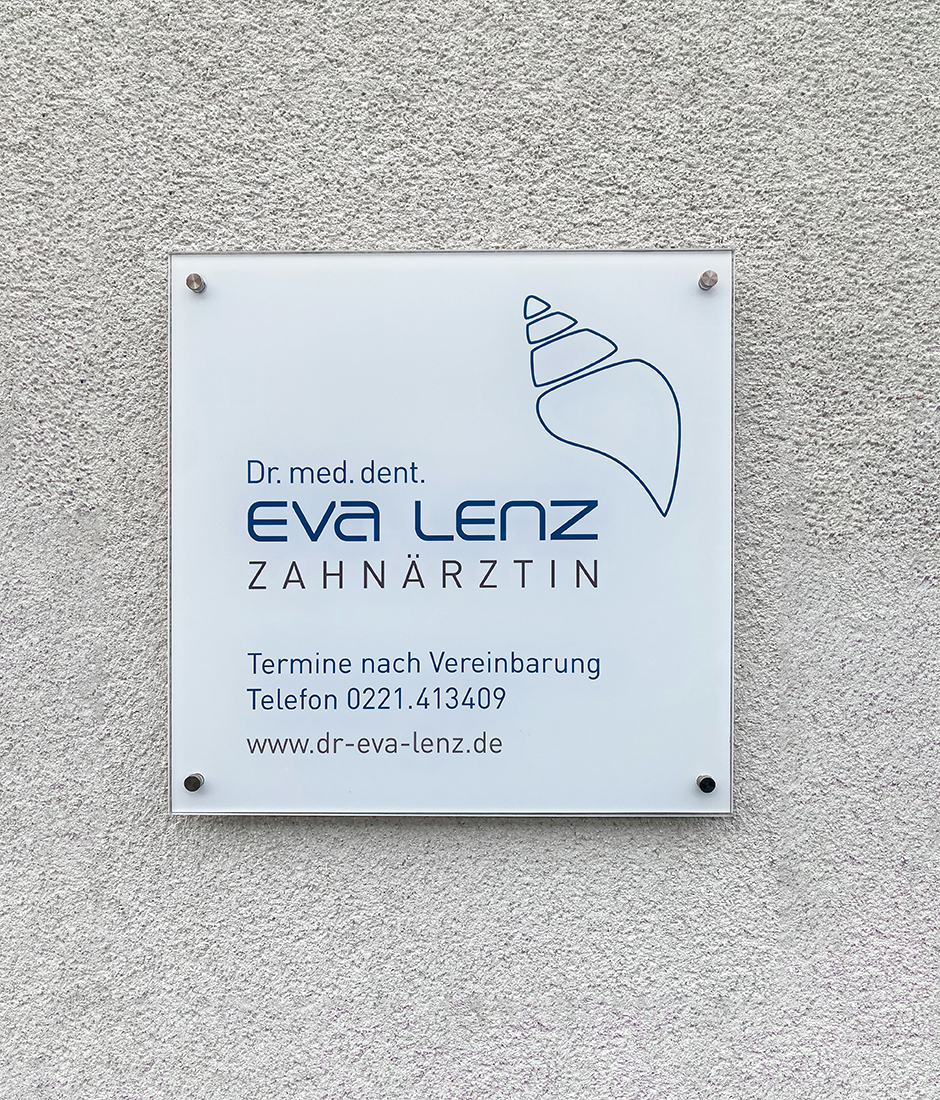 Dr. med. dent.
EVA LENZ
ZAHNÄRZTIN
Termine nach Vereinbarung
Telefon 0221.413409
www.dr-eva-lenz.de